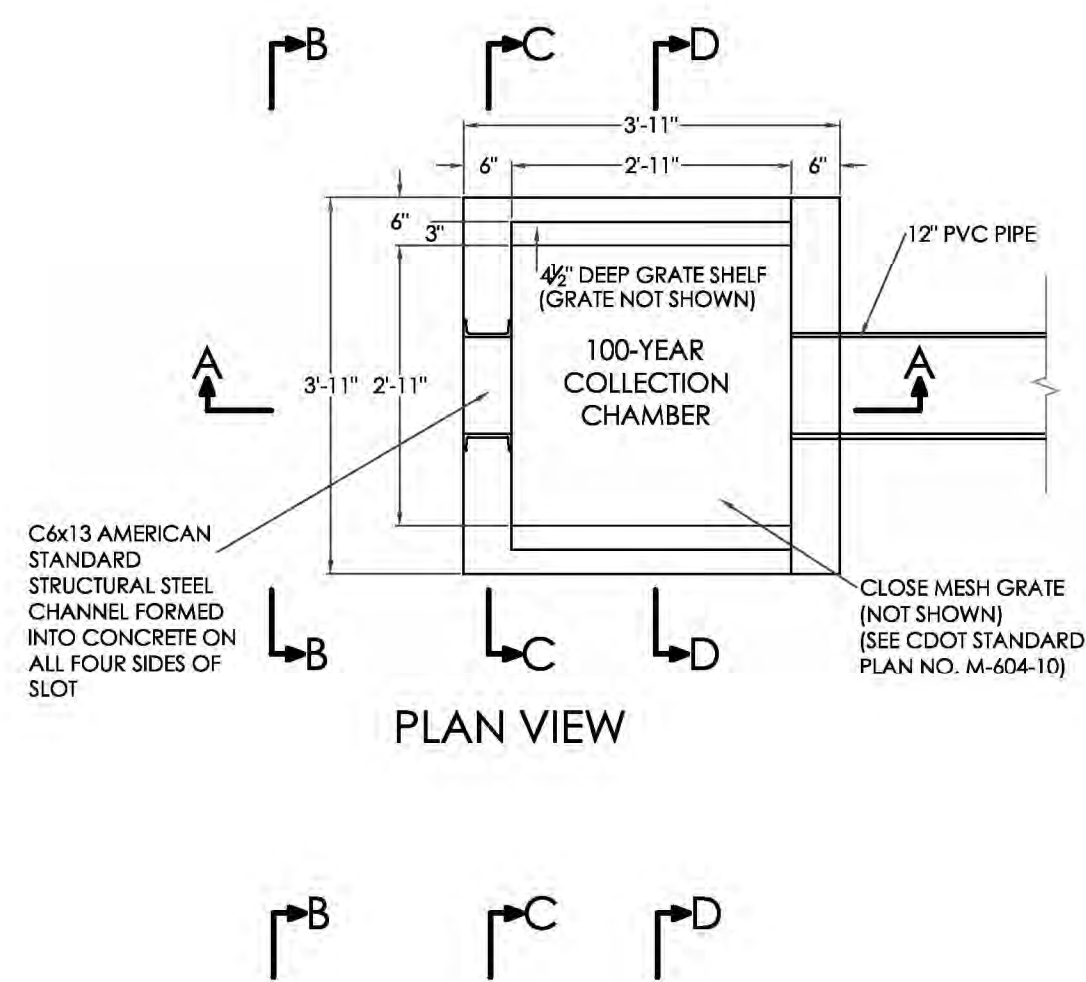 B
C
D
3'-11"
6"
2'-11"
6"
6"
3"
12" PVC PIPE
4½" DEEP GRATE SHELF
(GRATE NOT SHOWN)
100-YEAR
COLLECTION
CHAMBER
A
A
3'-11"
2'-11"
C6x13 AMERICAN
STANDARD
STRUCTURAL STEEL
CHANNEL FORMED
INTO CONCRETE ON
ALL FOUR SIDES OF
SLOT
CLOSE MESH GRATE
(NOT SHOWN)
(SEE CDOT STANDARD
PLAN NO. M-604-10)
B
C
D
PLAN VIEW
B
C
D